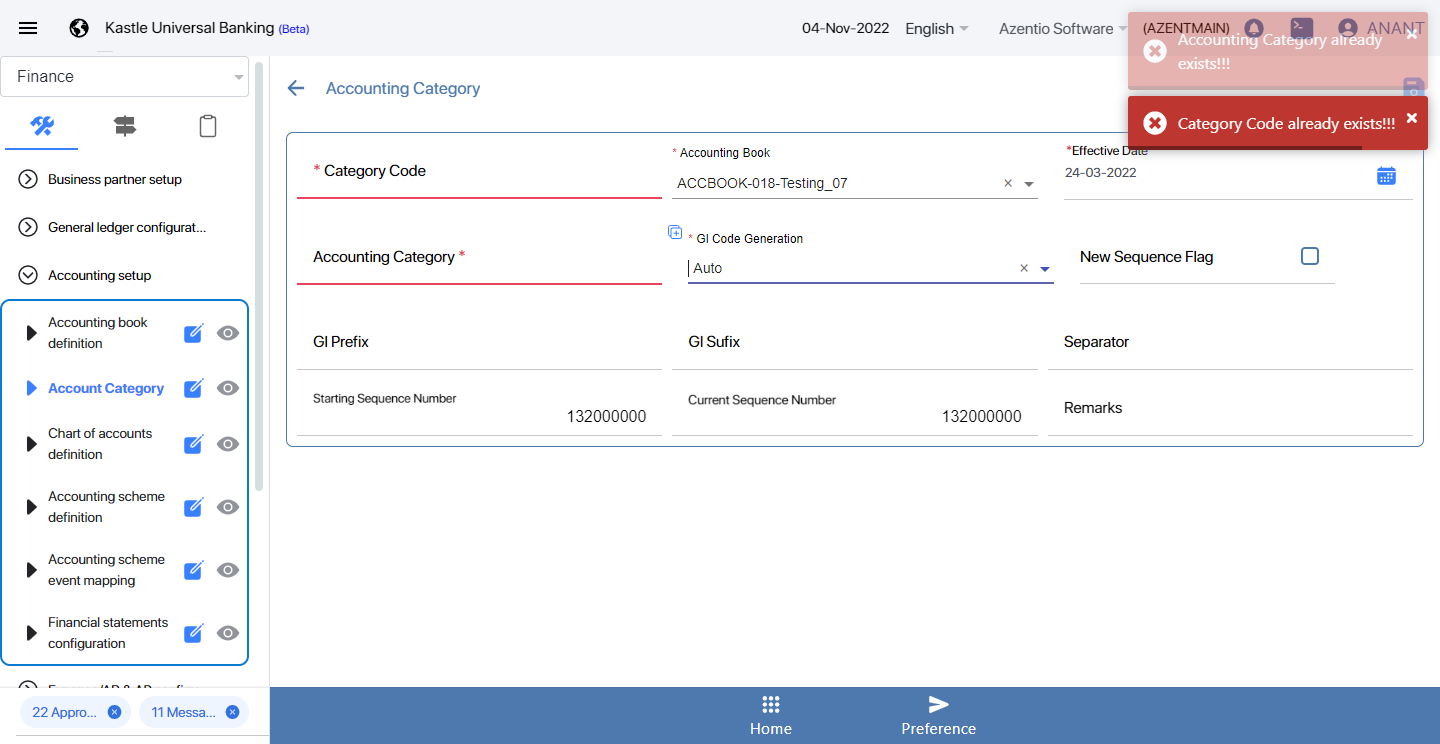 Kastle Universal Banking (Beta)
04-Nov-2022
English
Azentio Software
(AZENTMAIN)
ANANT
Accounting Category already
exists!!!
Category Code already exists!!!
Finance
Business partner setup
General ledger configurat...
Accounting setup
Accounting book
definition
Account Category
Chart of accounts
definition
Accounting scheme
definition
Accounting scheme
event mapping
Financial statements
configuration
22 Appro...
11 Messa...
Accounting Category
* Category Code
* Accounting Book
ACCBOOK-018-Testing_07
*Effective Date
24-03-2022
Accounting Category *
* Gl Code Generation
Auto
New Sequence Flag
Gl Prefix
Gl Sufix
Separator
Starting Sequence Number
132000000
Current Sequence Number
132000000
Remarks
Home
Preference